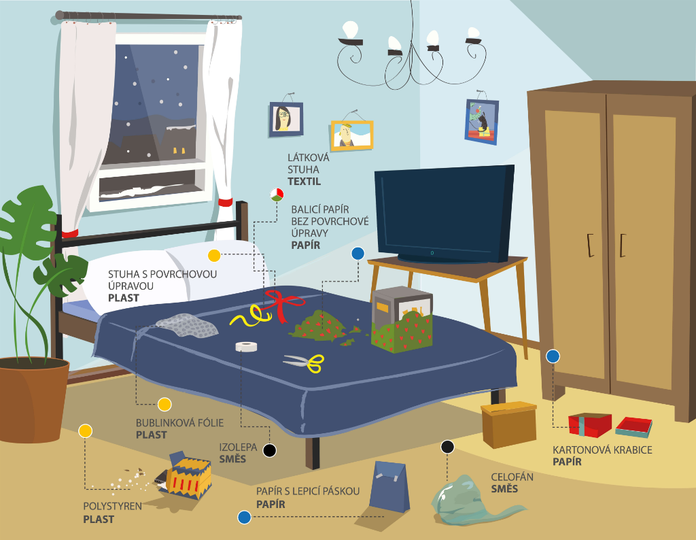 LÁTKOVÁ
STUHA
TEXTIL
BALICÍ PAPÍR
BEZ POVRCHOVÉ
ÚPRAVY
PAPÍR
STUHA S POVRCHOVOU
ÚPRAVOU
PLAST
BUBLINKOVÁ FÓLIE
PLAST
IZOLEPA
SMĚS
KARTONOVÁ KRABICE
PAPÍR
CELOFÁN
SMĚS
PAPÍR S LEPICÍ PÁSKOU
PAPÍR
POLYSTYREN
PLAST